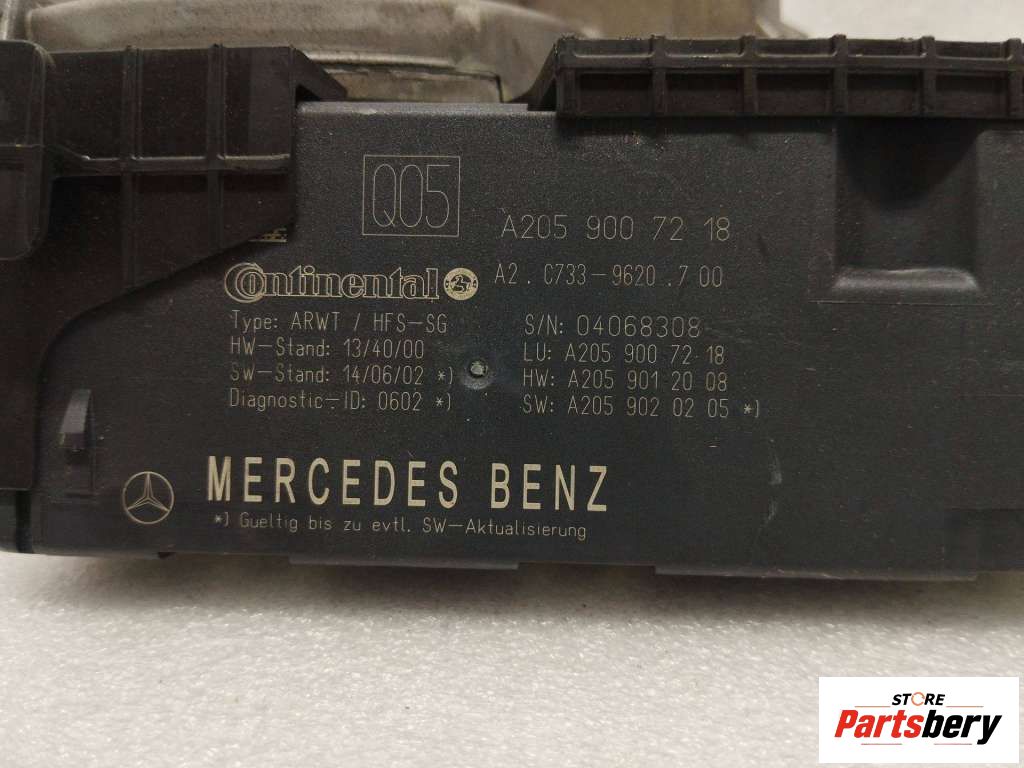 Q05
A205 900 72 18
Continental
A2.C733-9620.700
Type: ARWT / HFS-SG
S/N: 04068308
HW-Stand: 13/40/00
LU: A205 900 72 18
SW-Stand: 14/06/02 *)
HW: A205 901 20 08
Diagnostic-ID: 0602 *)
SW: A205 902 02 05 *)
MERCEDES BENZ
*) Gueltig bis zu evtl. SW-Aktualisierung
STORE
Partsbery